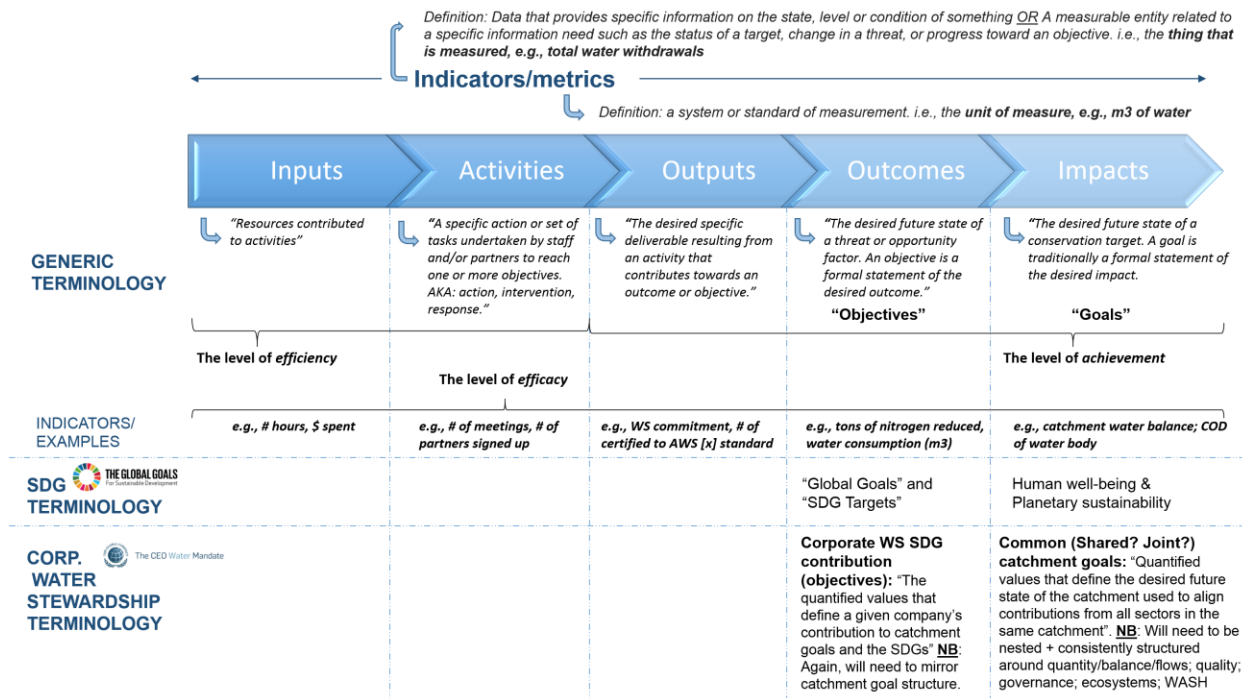 Definition: Data that provides specific information on the state, level or condition of something OR A measurable entity related to
a specific information need such as the status of a target, change in a threat, or progress toward an objective. i.e., the thing that
is measured, e.g., total water withdrawals
Indicators/metrics
Definition: a system or standard of measurement. i.e., the unit of measure, e.g., m3 of water
Inputs
Activities
Outputs
Outcomes
Impacts
GENERIC
TERMINOLOGY
“Resources contributed
to activities”
“A specific action or set of
tasks undertaken by staff
and/or partners to reach
one or more objectives.
AKA: action, intervention,
response.”
“The desired specific
deliverable resulting from
an activity that
contributes towards an
outcome or objective.”
“The desired future state of
a threat or opportunity
factor. An objective is a
formal statement of the
desired outcome.”
“Objectives”
“The desired future state of a
conservation target. A goal is
traditionally a formal statement of
the desired impact.
“Goals”
The level of efficiency
The level of achievement
The level of efficacy
INDICATORS/
EXAMPLES
e.g., # hours, $ spent
e.g., # of meetings, # of
partners signed up
e.g., WS commitment, # of
certified to AWS [x] standard
e.g., tons of nitrogen reduced,
water consumption (m3)
e.g., catchment water balance; COD
of water body
SDG
TERMINOLOGY
THE GLOBAL GOALS
For Sustainable Development
“Global Goals” and
“SDG Targets”
Human well-being &
Planetary sustainability
CORP.
WATER
STEWARDSHIP
TERMINOLOGY
The CEO Water Mandate
Corporate WS SDG
contribution
(objectives): “The
quantified values that
define a given company’s
contribution to catchment
goals and the SDGs” NB:
Again, will need to mirror
catchment goal structure.
Common (Shared? Joint?)
catchment goals: “Quantified
values that define the desired future
state of the catchment used to align
contributions from all sectors in the
same catchment”. NB: Will need to be
nested + consistently structured
around quantity/balance/flows; quality;
governance; ecosystems; WASH